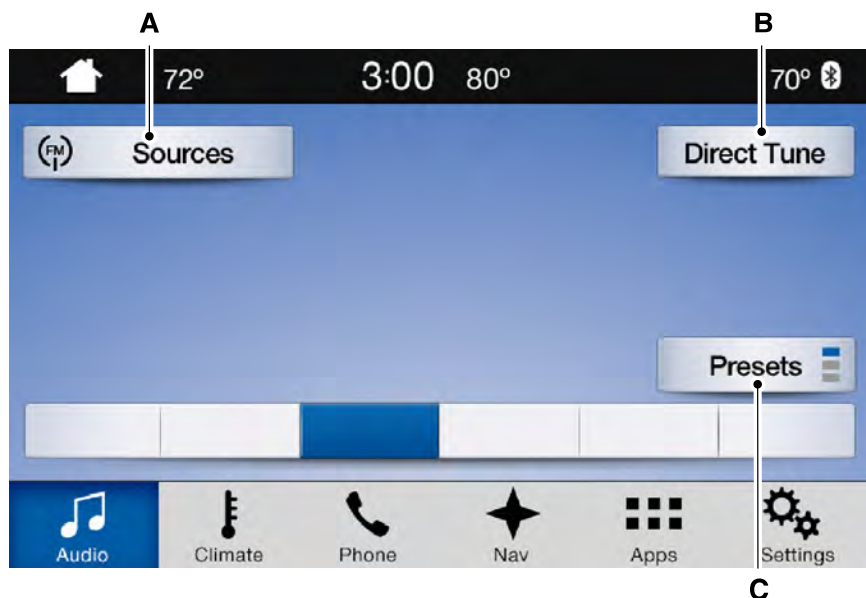 A B
72° 3:00 80° 70°
FM Sources Direct Tune
Presets
Audio Climate Phone Nav Apps Settings
C